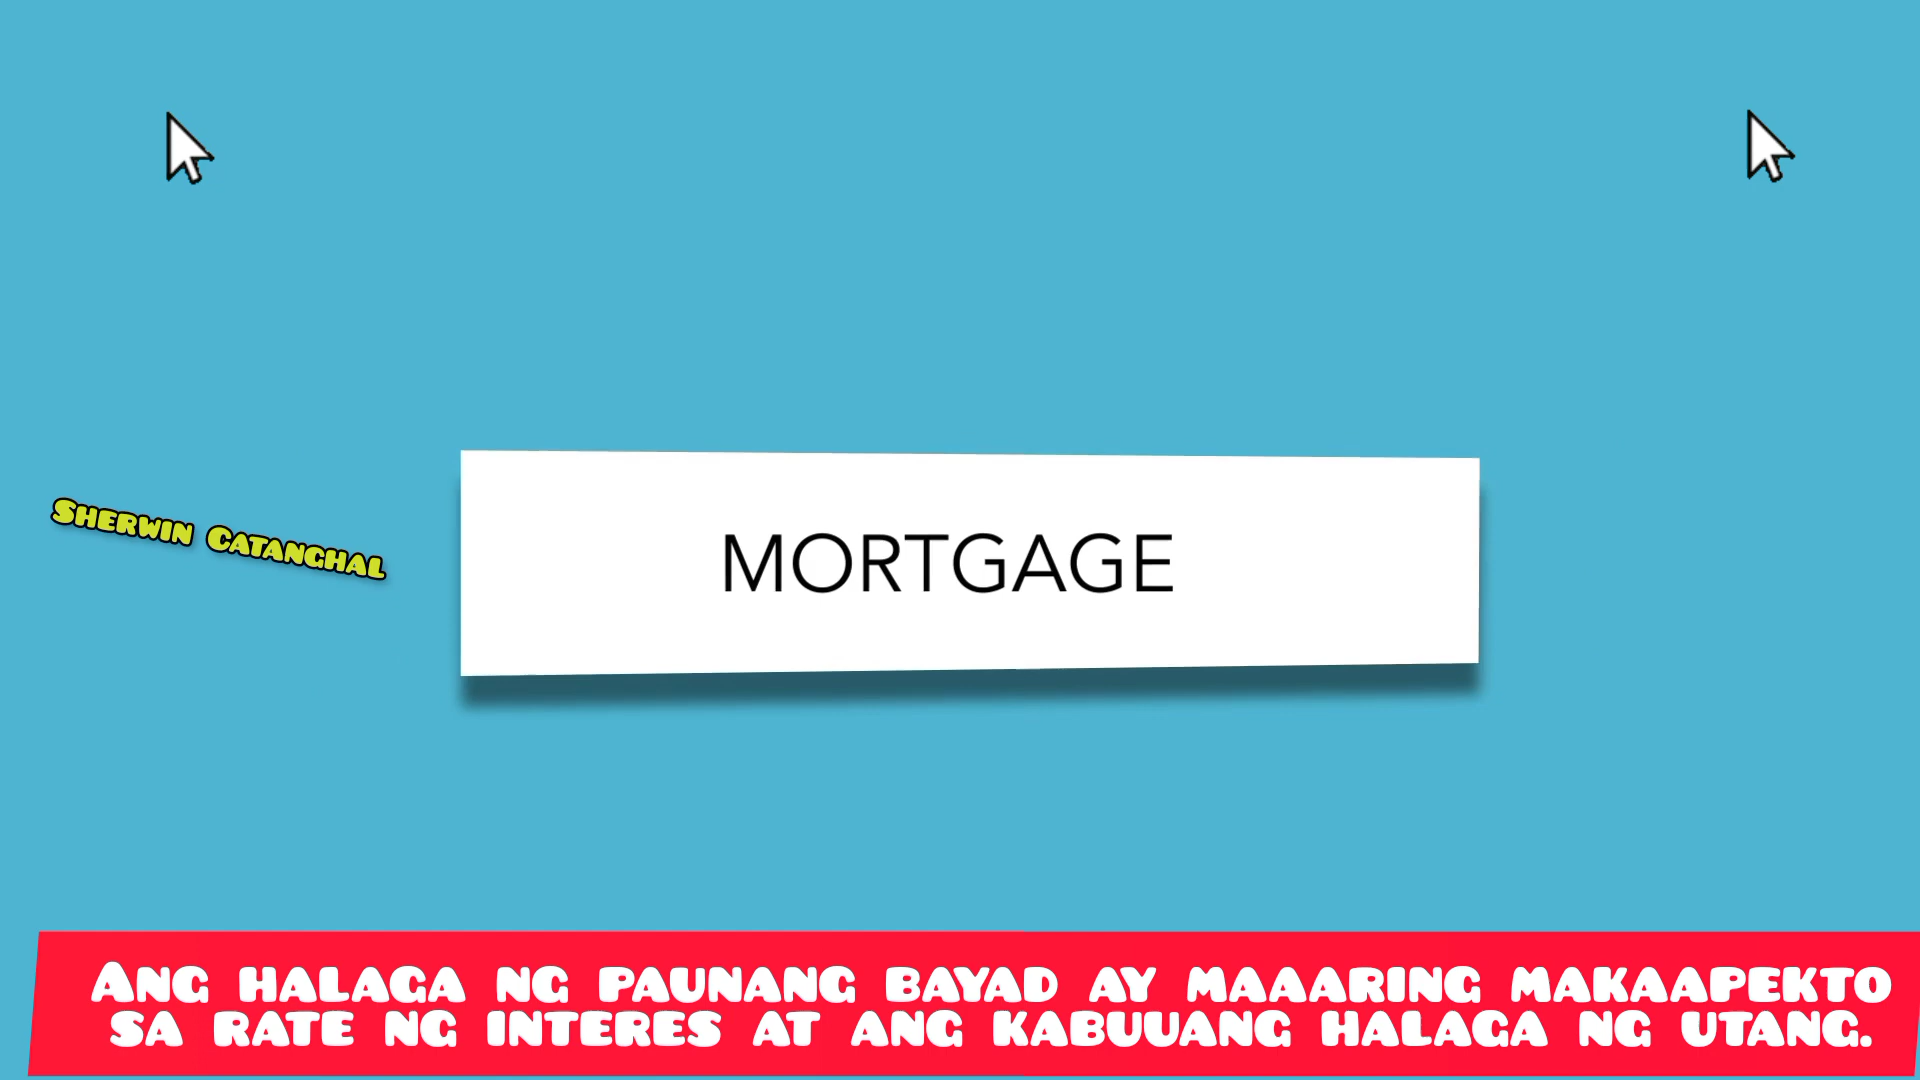 Sherwin Catanghal
MORTGAGE
Ang halaga ng paunang bayad ay maaaring makaapekto
sa rate ng interes at ang kabuuang halaga ng utang.